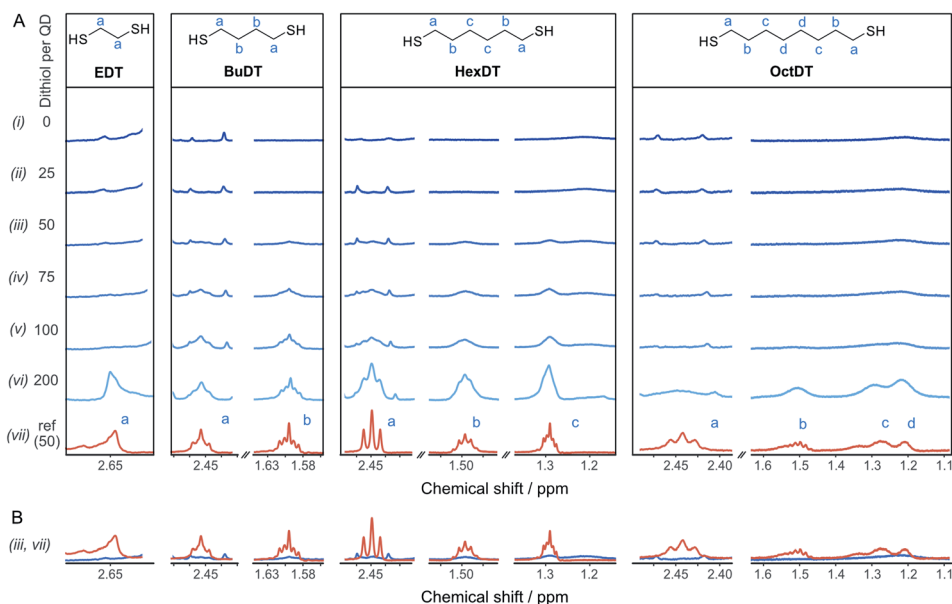 A
Dithiol per QD
HS
a
a
SH
EDT
HS
a
b
b
a
SH
BuDT
HS
a
b
c
c
b
a
SH
HexDT
HS
a
b
c
d
d
c
b
a
SH
OctDT
(i) 0
(ii) 25
(iii) 50
(iv) 75
(v) 100
(vi) 200
(vii) ref (50)
a a b a b c a b c d
2.65 2.45 1.63 1.58 2.45 1.50 1.3 1.2 2.45 2.40 1.6 1.5 1.4 1.3 1.2 1.1
Chemical shift / ppm
B
(iii, vii)
2.65 2.45 1.63 1.58 2.45 1.50 1.3 1.2 2.45 2.40 1.6 1.5 1.4 1.3 1.2 1.1
Chemical shift / ppm